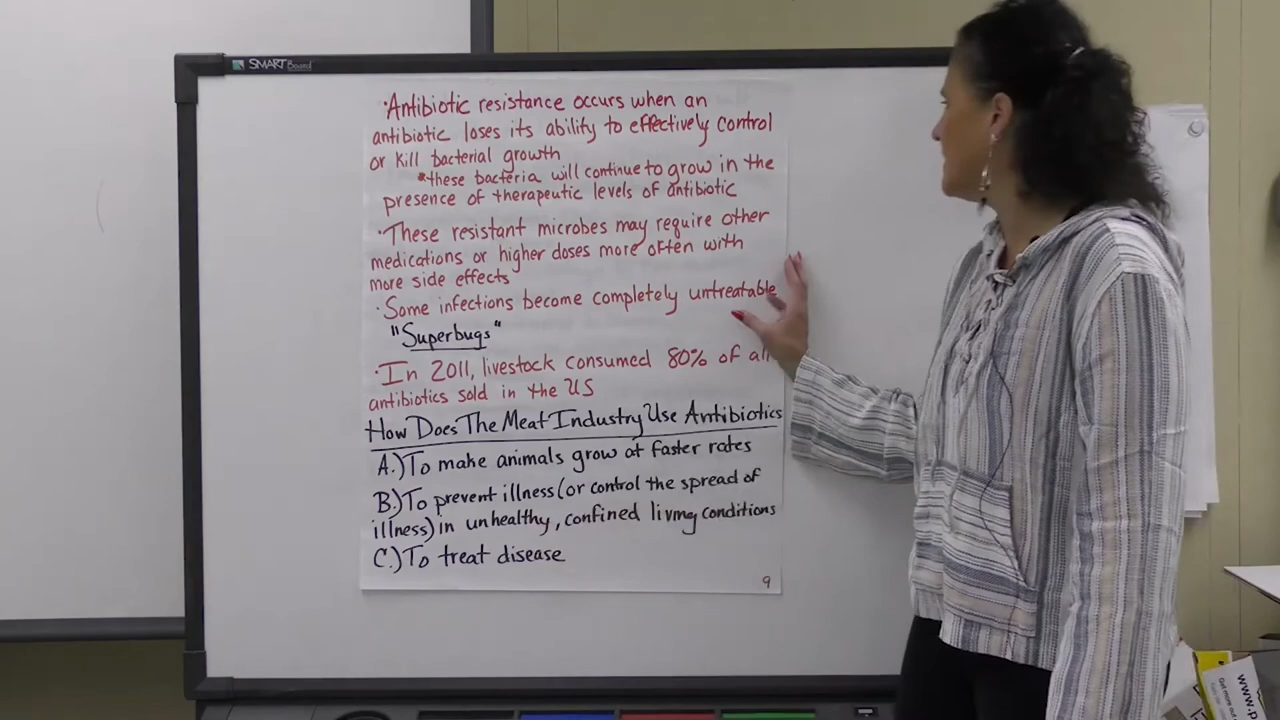 SMART Board
·Antibiotic resistance occurs when an
antibiotic loses its ability to effectively control
or kill bacterial growth
*these bacteria will continue to grow in the
presence of therapeutic levels of antibiotic
·These resistant microbes may require other
medications or higher doses more often with
more side effects
·Some infections become completely untreatable
"Superbugs"
·In 2011, livestock consumed 80% of all
antibiotics sold in the US
How Does The Meat Industry Use Antibiotics
A.) To make animals grow at faster rates
B.) To prevent illness (or control the spread of
illness) in unhealthy, confined living conditions
C.) To treat disease
9